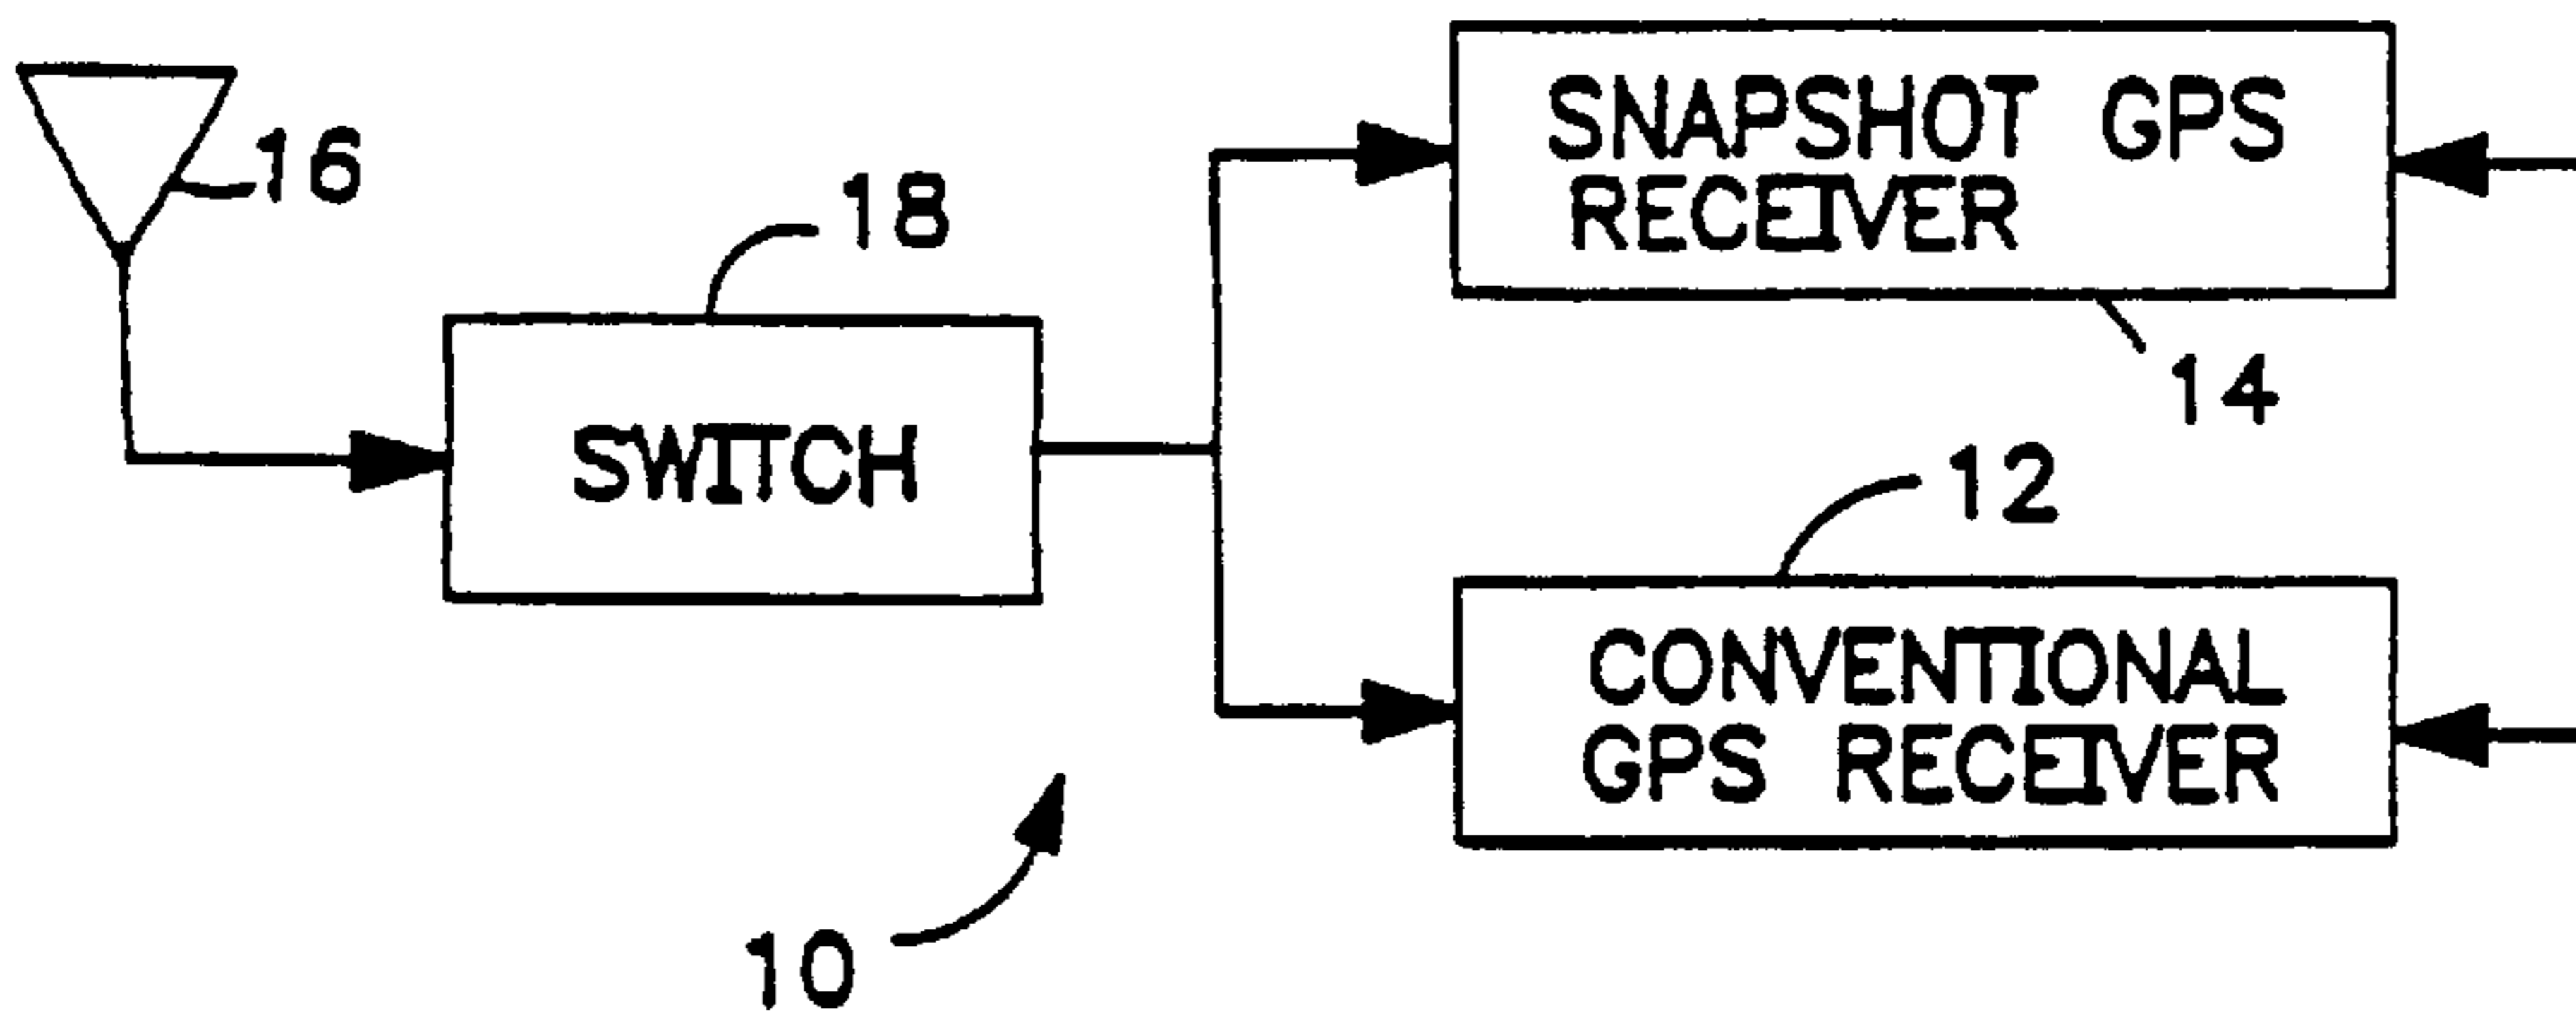 16
18
SWITCH
SNAPSHOT GPS
RECEIVER
14
12
CONVENTIONAL
GPS RECEIVER
10